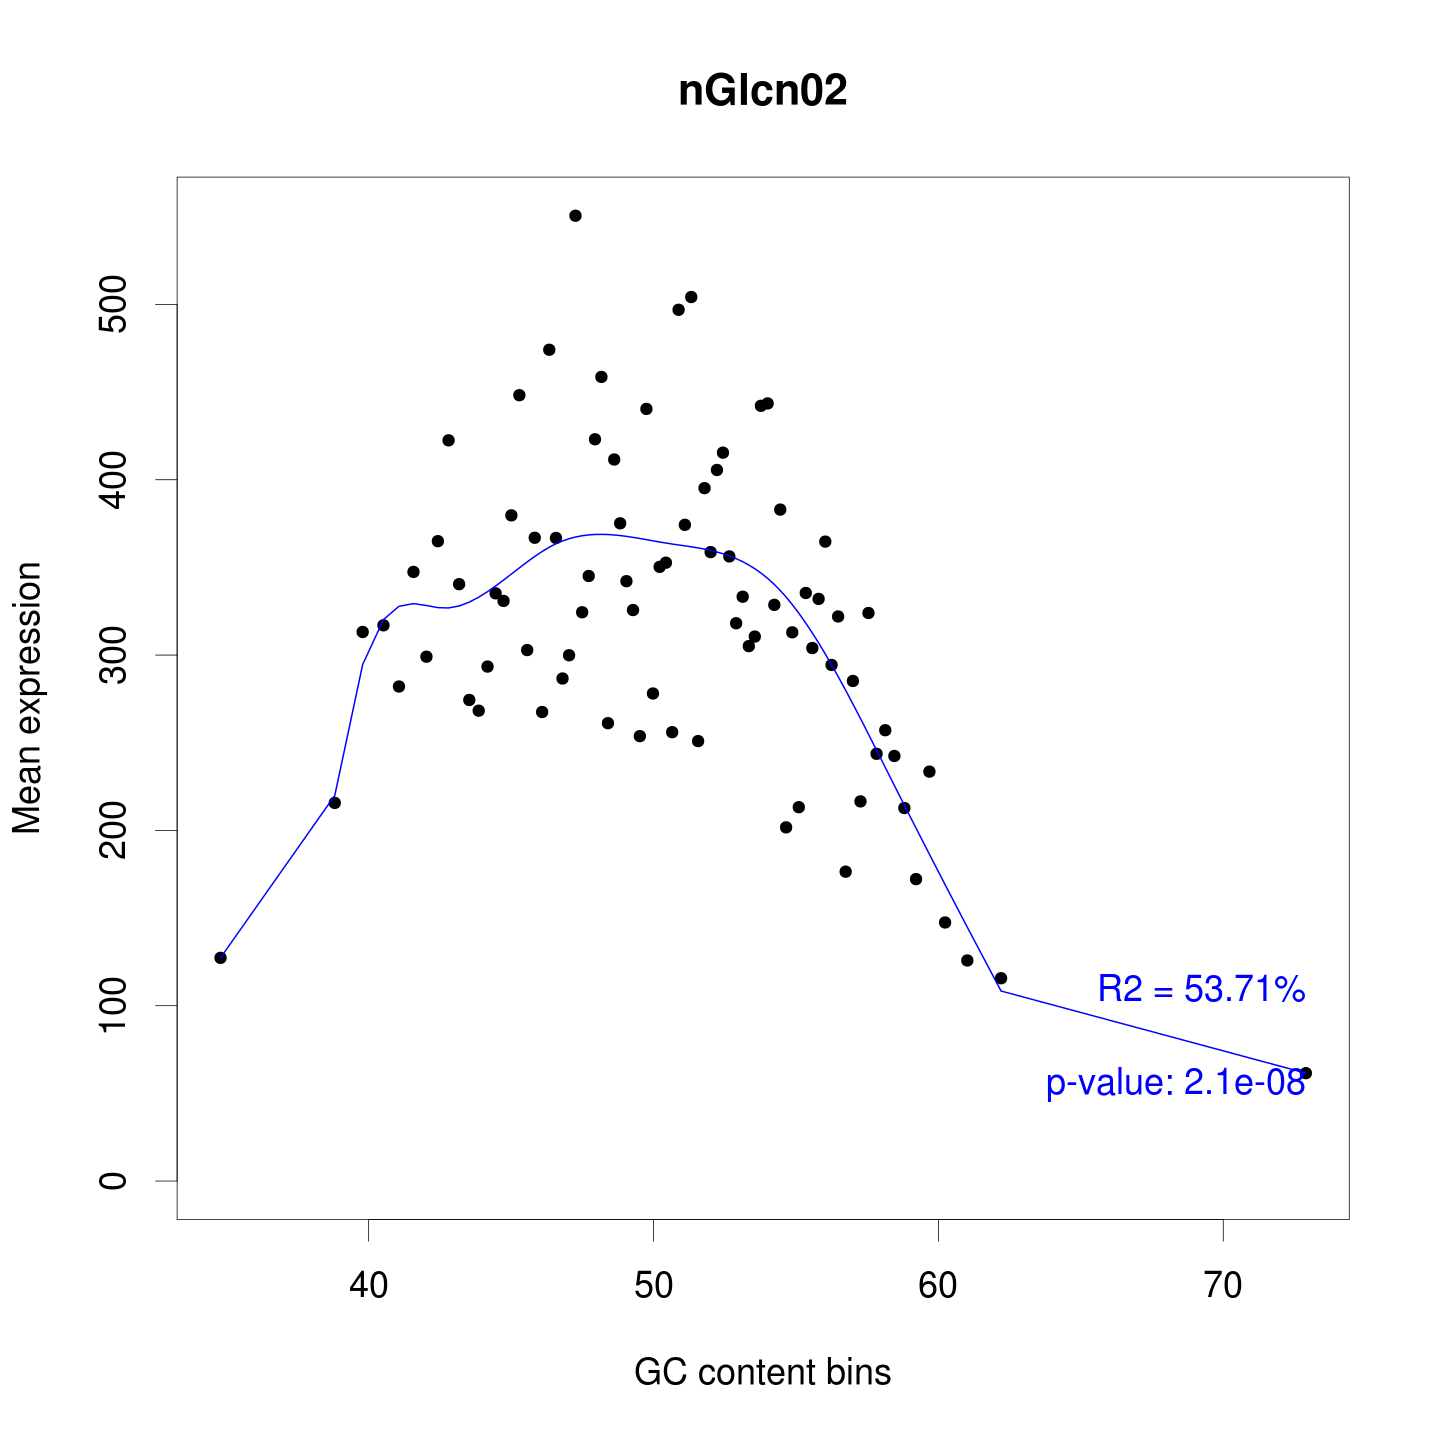 nGlcn02
Mean expression
500
400
300
200
100
0
R2 = 53.71%
p-value: 2.1e-08
40 50 60 70
GC content bins